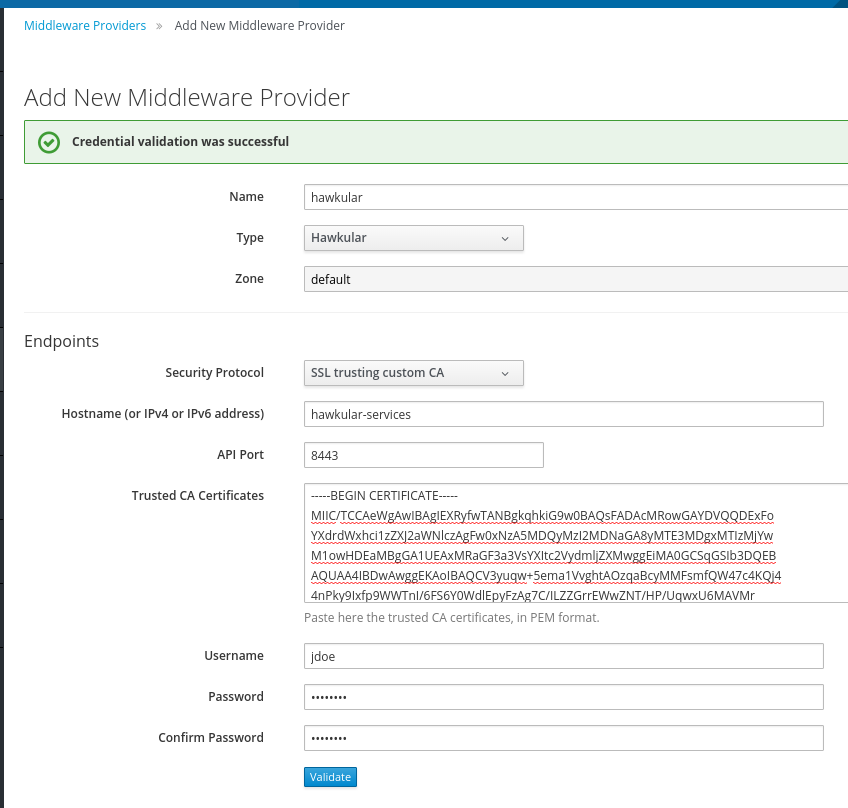 Middleware Providers » Add New Middleware Provider
Add New Middleware Provider
Credential validation was successful
Name hawkular
Type Hawkular
Zone default
Endpoints
Security Protocol SSL trusting custom CA
Hostname (or IPv4 or IPv6 address) hawkular-services
API Port 8443
Trusted CA Certificates -----BEGIN CERTIFICATE-----
MIIC/TCCAeWgAwIBAgIEXRyfwTANBgkqhkiG9w0BAQsFADAcMRowGAYDVQQDExFo
YXdrdWxhci1zZXJ2aWNlczAgFw0xNzA5MDQyMzI2MDNaGA8yMTE3MDgxMTIzMjYw
M1owHDEaMBgGA1UEAxMRaGF3a3VsYXItc2VydmljZXMwggEiMA0GCSqGSIb3DQEB
AQUAA4IBDwAwggEKAoIBAQCV3yuqw+5ema1VvghtAOzqaBcyMMFsmfQW47c4KQj4
4nPky9Ixfp9WWTnI/6FS6Y0WdlEpyFzAg7C/ILZZGrrEWwZNT/HP/UqwxU6MAVMr
Paste here the trusted CA certificates, in PEM format.
Username jdoe
Password ••••••••
Confirm Password ••••••••
Validate